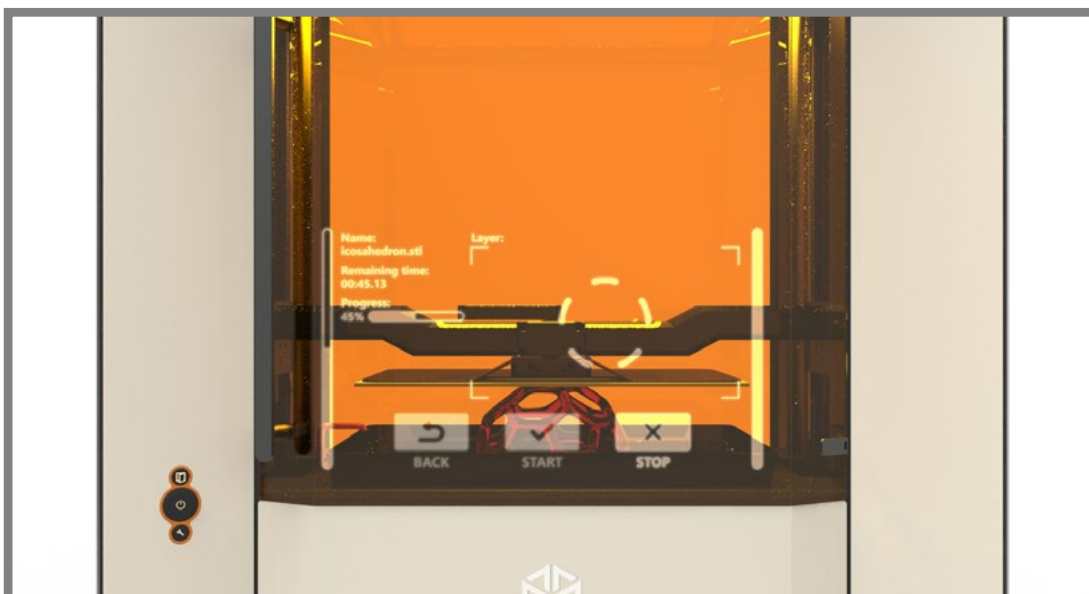 Name:
icosahedron.stl
Remaining time:
00:45.13
Progress:
45%
Layer:
BACK
START
STOP